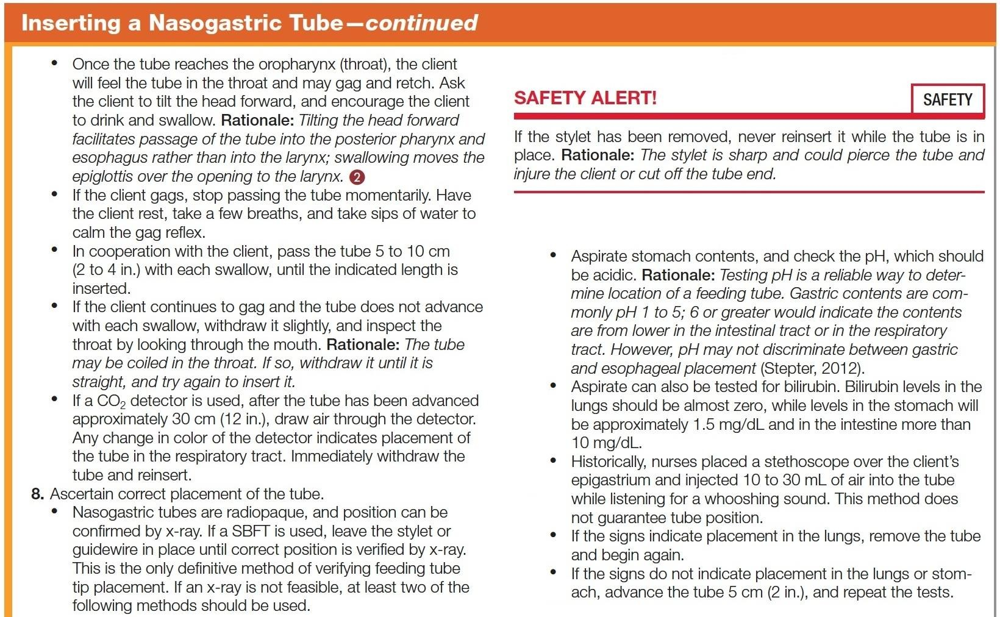 Inserting a Nasogastric Tube—continued
• Once the tube reaches the oropharynx (throat), the client
will feel the tube in the throat and may gag and retch. Ask
the client to tilt the head forward, and encourage the client
to drink and swallow. Rationale: Tilting the head forward
facilitates passage of the tube into the posterior pharynx and
esophagus rather than into the larynx; swallowing moves the
epiglottis over the opening to the larynx. 2
• If the client gags, stop passing the tube momentarily. Have
the client rest, take a few breaths, and take sips of water to
calm the gag reflex.
• In cooperation with the client, pass the tube 5 to 10 cm
(2 to 4 in.) with each swallow, until the indicated length is
inserted.
• If the client continues to gag and the tube does not advance
with each swallow, withdraw it slightly, and inspect the
throat by looking through the mouth. Rationale: The tube
may be coiled in the throat. If so, withdraw it until it is
straight, and try again to insert it.
• If a CO₂ detector is used, after the tube has been advanced
approximately 30 cm (12 in.), draw air through the detector.
Any change in color of the detector indicates placement of
the tube in the respiratory tract. Immediately withdraw the
tube and reinsert.
8. Ascertain correct placement of the tube.
• Nasogastric tubes are radiopaque, and position can be
confirmed by x-ray. If a SBFT is used, leave the stylet or
guidewire in place until correct position is verified by x-ray.
This is the only definitive method of verifying feeding tube
tip placement. If an x-ray is not feasible, at least two of the
following methods should be used.
SAFETY ALERT!
SAFETY
If the stylet has been removed, never reinsert it while the tube is in
place. Rationale: The stylet is sharp and could pierce the tube and
injure the client or cut off the tube end.
• Aspirate stomach contents, and check the pH, which should
be acidic. Rationale: Testing pH is a reliable way to deter-
mine location of a feeding tube. Gastric contents are com-
monly pH 1 to 5; 6 or greater would indicate the contents
are from lower in the intestinal tract or in the respiratory
tract. However, pH may not discriminate between gastric
and esophageal placement (Stepter, 2012).
• Aspirate can also be tested for bilirubin. Bilirubin levels in the
lungs should be almost zero, while levels in the stomach will
be approximately 1.5 mg/dL and in the intestine more than
10 mg/dL.
• Historically, nurses placed a stethoscope over the client's
epigastrium and injected 10 to 30 mL of air into the tube
while listening for a whooshing sound. This method does
not guarantee tube position.
• If the signs indicate placement in the lungs, remove the tube
and begin again.
• If the signs do not indicate placement in the lungs or stom-
ach, advance the tube 5 cm (2 in.), and repeat the tests.